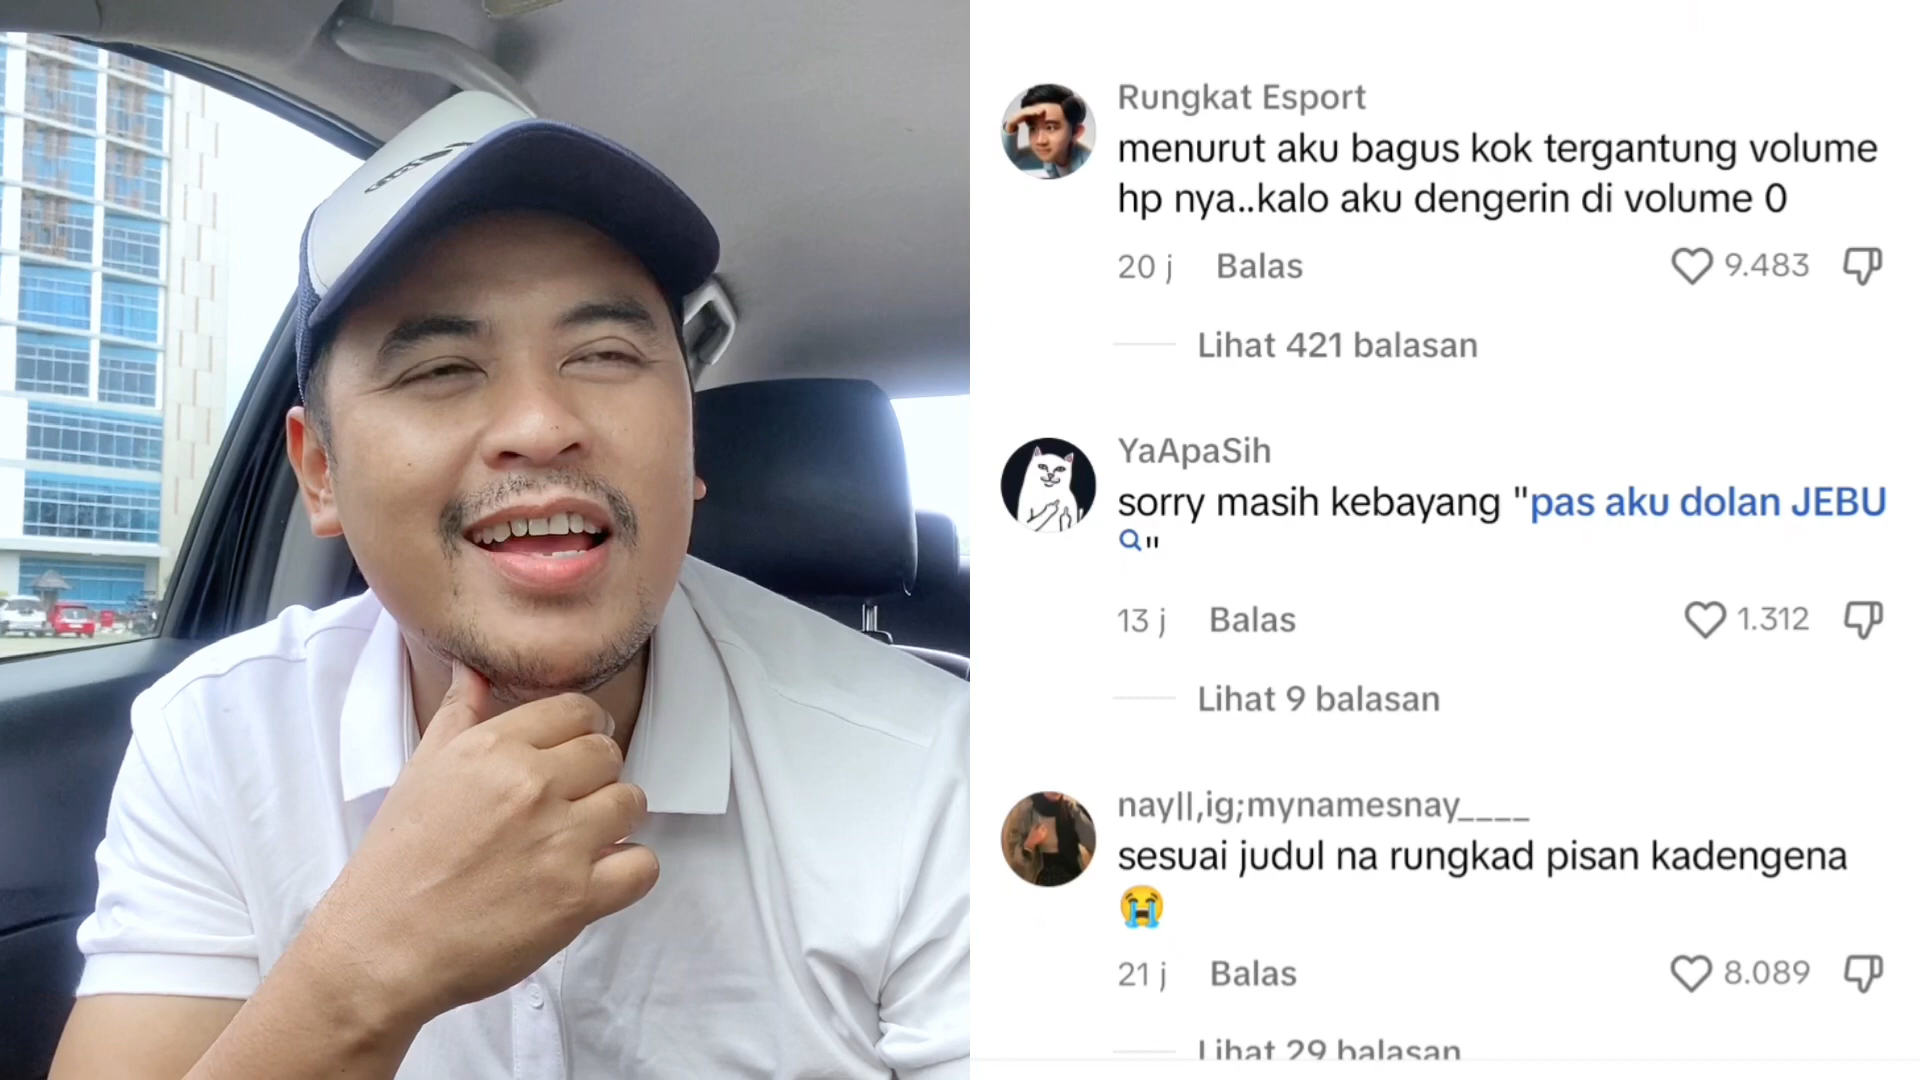 Rungkat Esport
menurut aku bagus kok tergantung volume
hp nya..kalo aku dengerin di volume 0
20 j Balas 9.483
Lihat 421 balasan
YaApaSih
sorry masih kebayang "pas aku dolan JEBU
"
13 j Balas 1.312
Lihat 9 balasan
nay||,ig;mynamesnay____
sesuai judul na rungkad pisan kadengena
😭
21 j Balas 8.089
Lihat 29 balasan